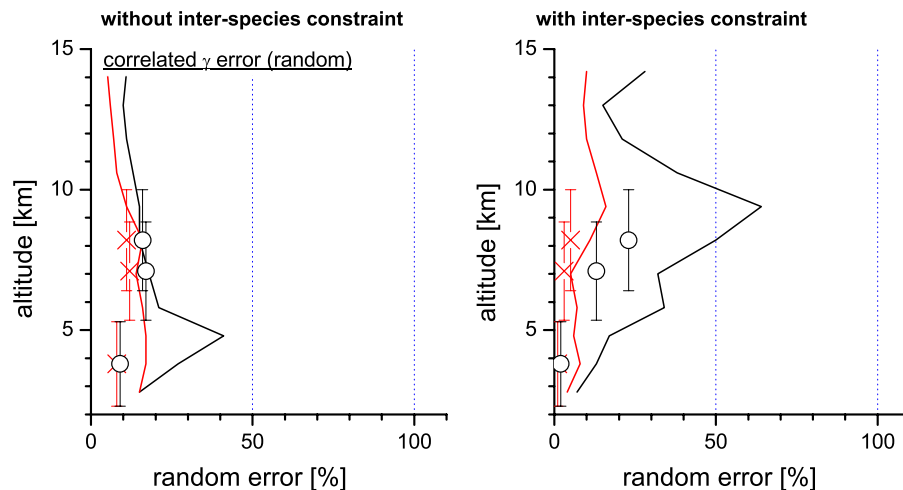 without inter-species constraint
with inter-species constraint
correlated γ error (random)
15
10
5
0
50
100
altitude [km]
random error [%]
15
10
5
0
50
100
altitude [km]
random error [%]